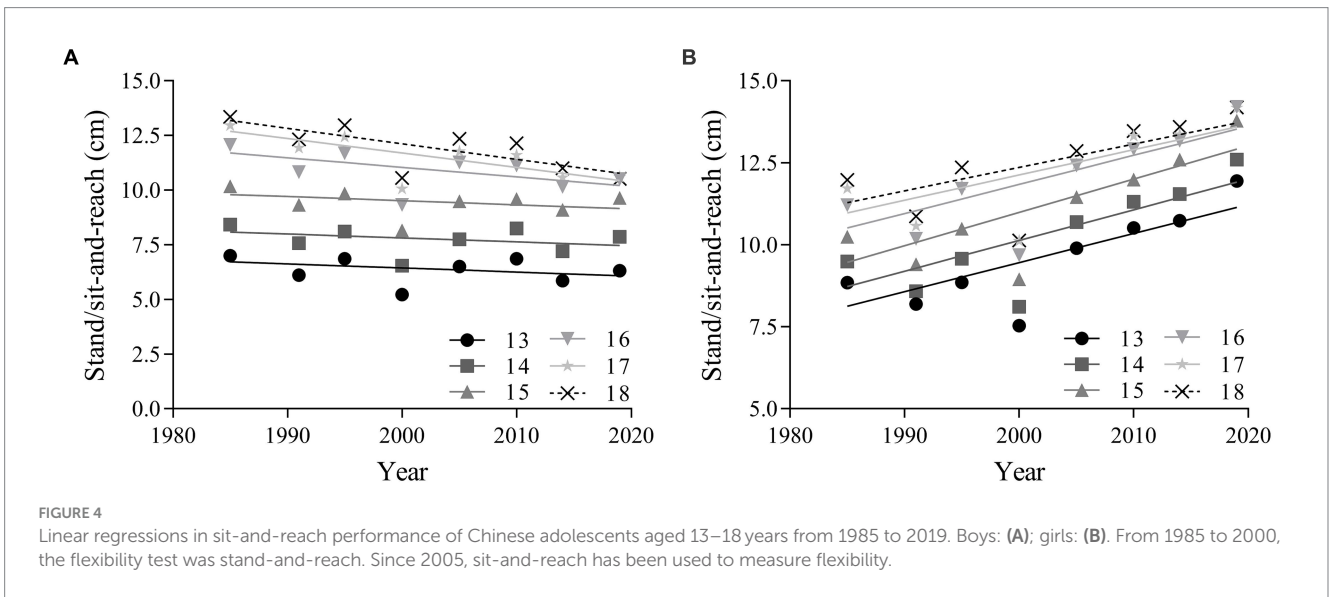 A
Stand/sit-and-reach (cm)
15.0
12.5
10.0
7.5
5.0
2.5
0.0
13
14
15
16
17
18
1980 1990 2000 2010 2020
Year
B
Stand/sit-and-reach (cm)
15.0
12.5
10.0
7.5
5.0
13
14
15
16
17
18
1980 1990 2000 2010 2020
Year
FIGURE 4
Linear regressions in sit-and-reach performance of Chinese adolescents aged 13–18 years from 1985 to 2019. Boys: (A); girls: (B). From 1985 to 2000,
the flexibility test was stand-and-reach. Since 2005, sit-and-reach has been used to measure flexibility.